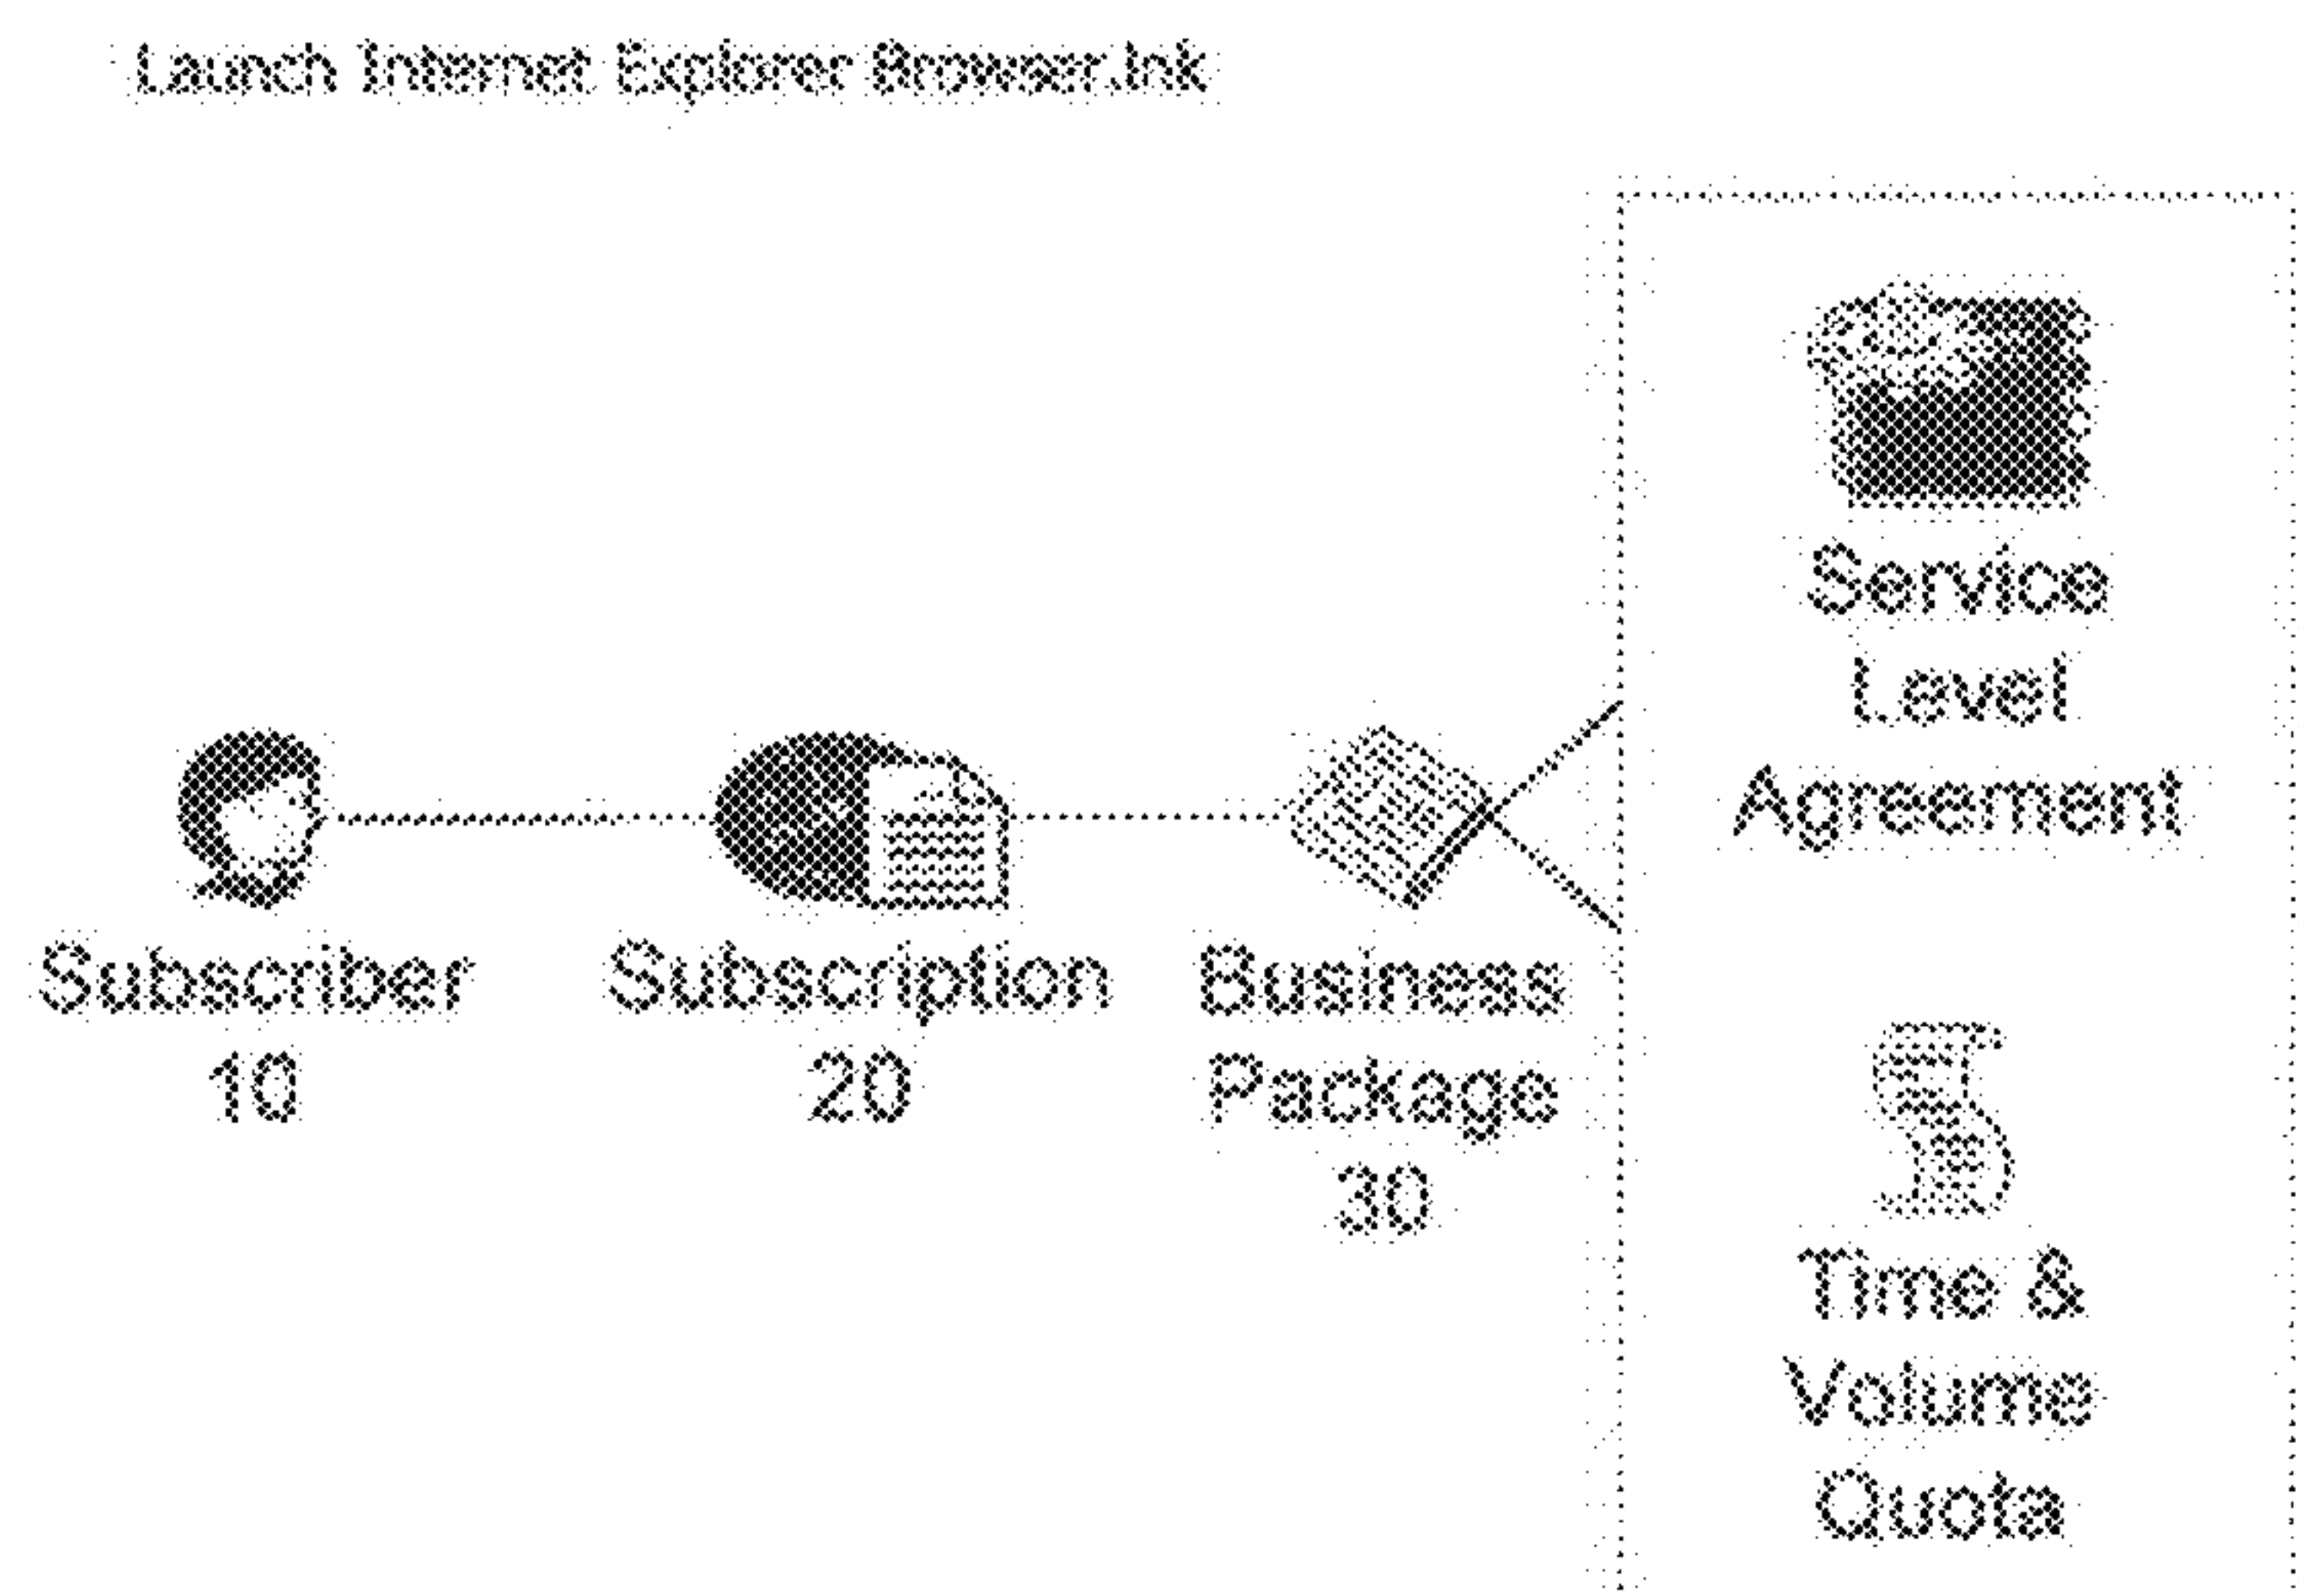 Launch Internet Explorer Browser.lnk
Service
Level
Agreement
Subscriber
10
Subscription
20
Business
Package
30
Time &
Volume
Quota